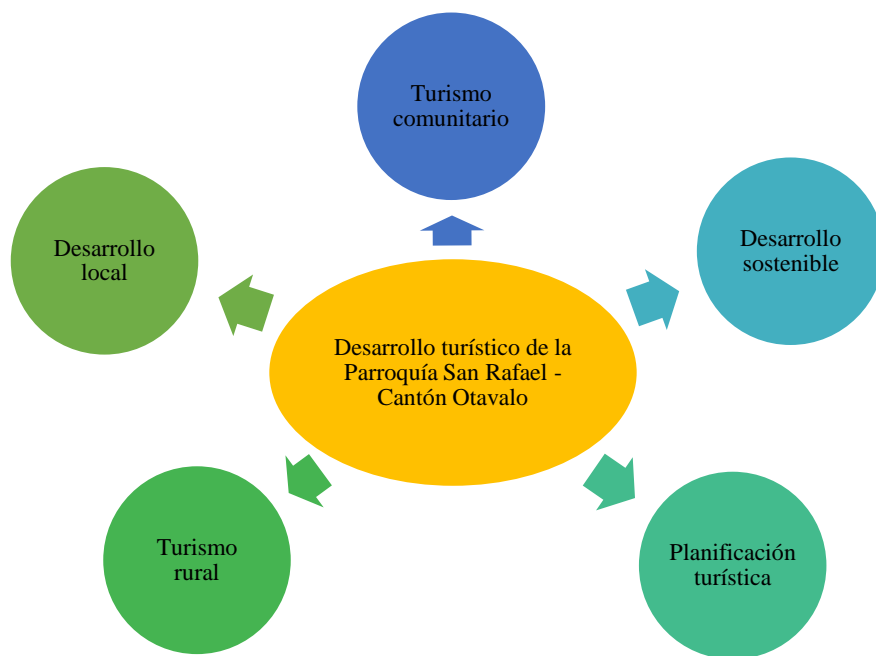 Turismo
comunitario
Desarrollo
local
Desarrollo
sostenible
Desarrollo turístico de la
Parroquía San Rafael -
Cantón Otavalo
Turismo
rural
Planificación
turística